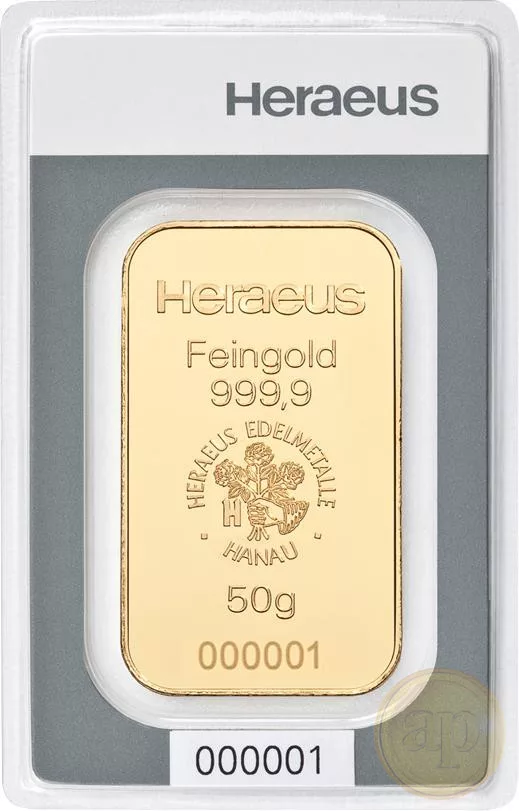 Heraeus
Heraeus
Feingold
999,9
HERAEUS EDELMETALLE
H
· HANAU ·
50g
000001
000001
ap